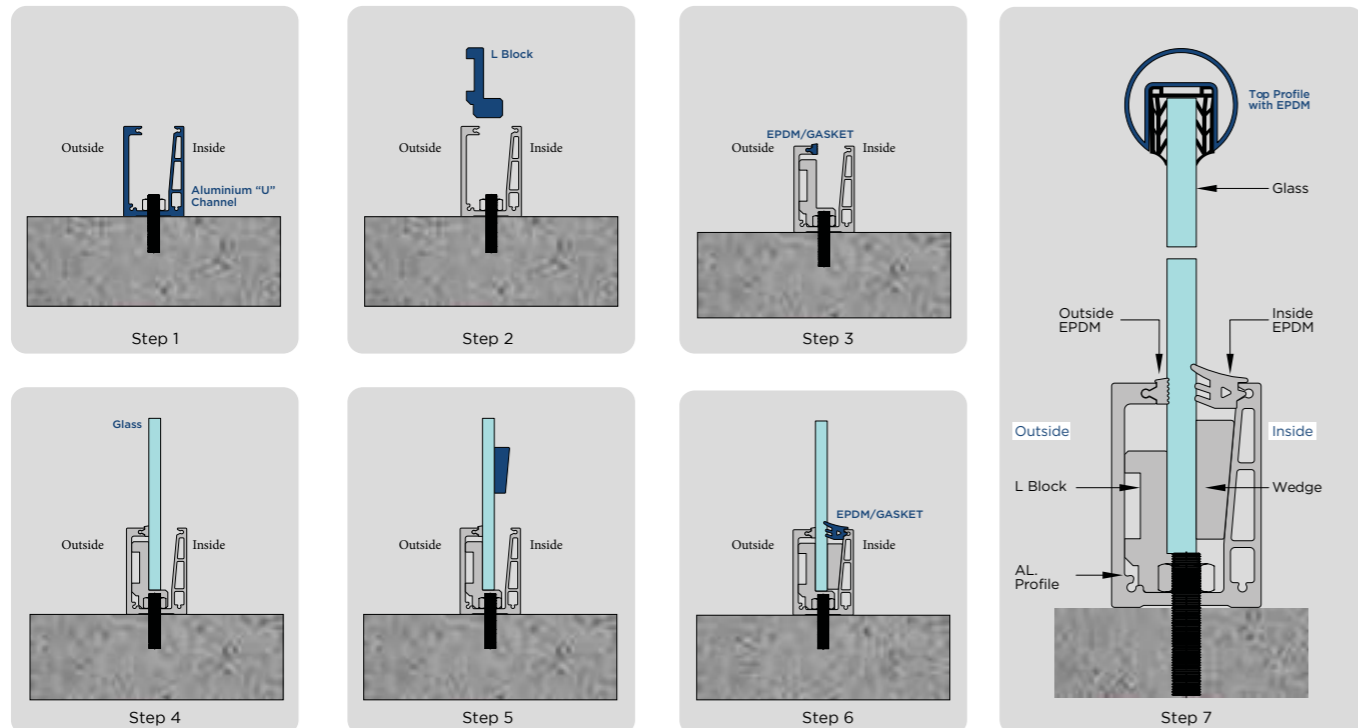 Outside
Inside
Aluminium “U”
Channel
Step 1
L Block
Outside
Inside
Step 2
EPDM/GASKET
Outside
Inside
Step 3
Glass
Outside
Inside
Step 4
Outside
Inside
Step 5
EPDM/GASKET
Outside
Inside
Step 6
Top Profile
with EPDM
Glass
Outside
EPDM
Inside
EPDM
Outside
Inside
L Block
Wedge
AL.
Profile
Step 7